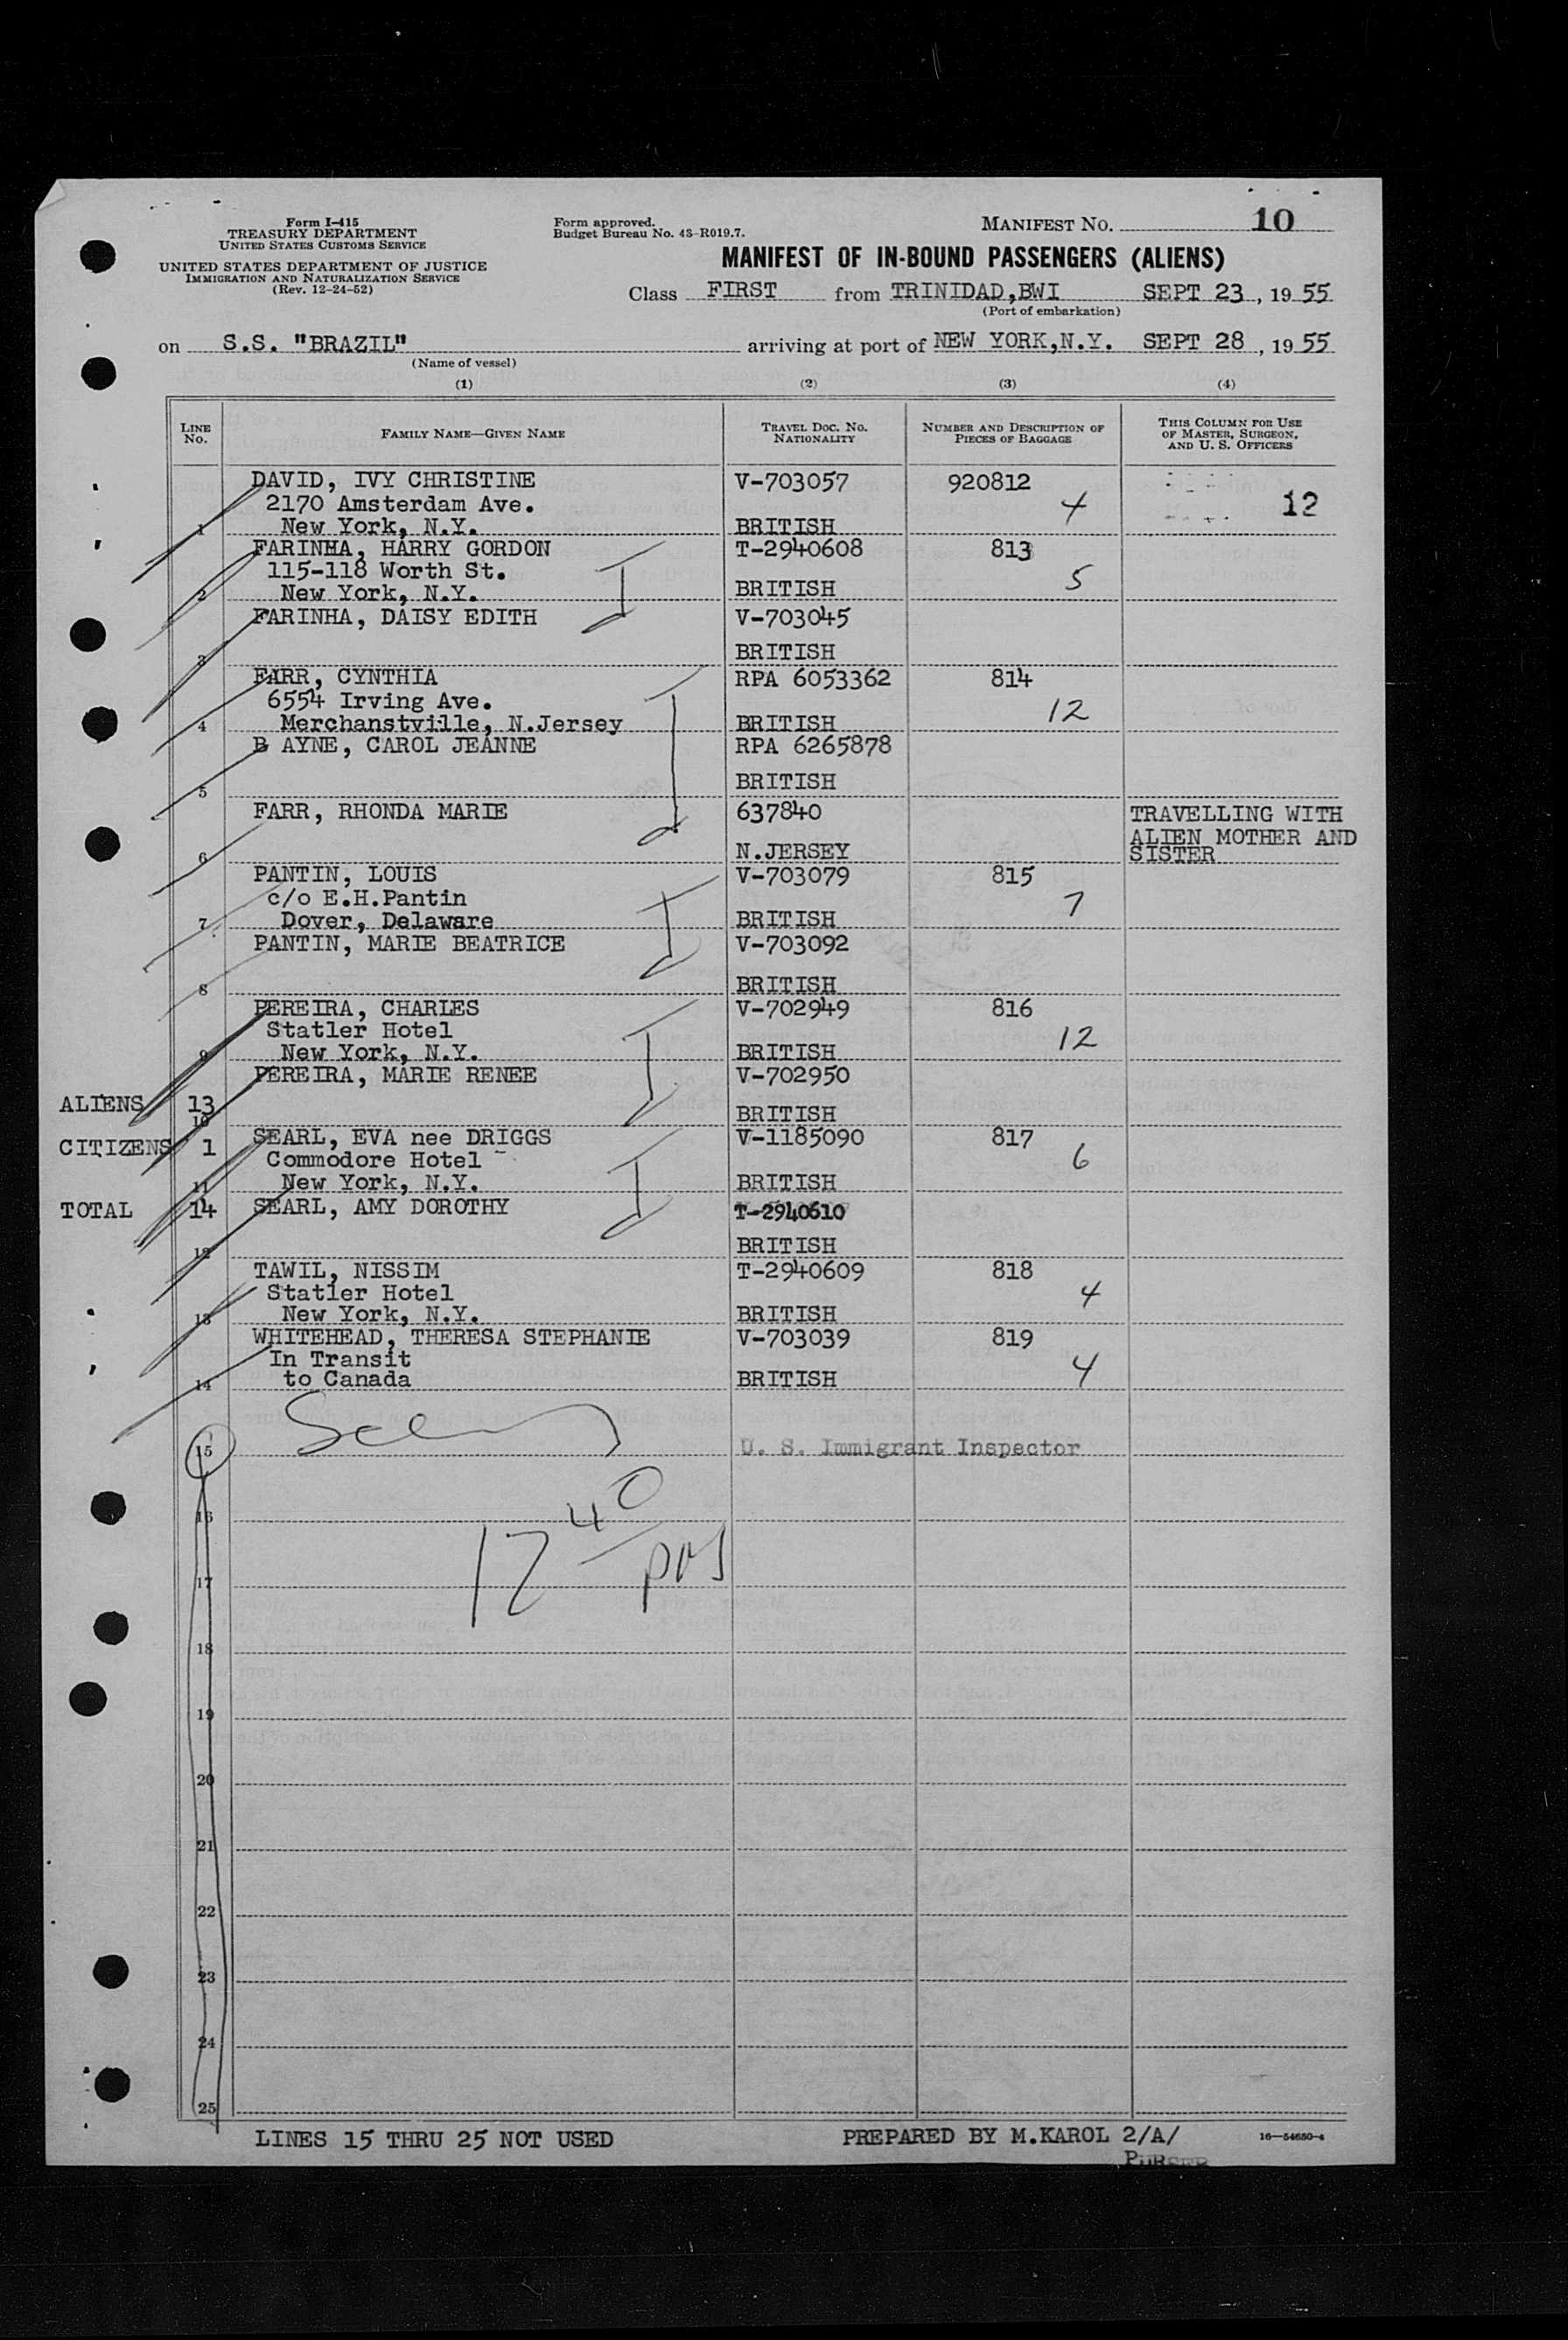 Form I-415
TREASURY DEPARTMENT
UNITED STATES CUSTOMS SERVICE
UNITED STATES DEPARTMENT OF JUSTICE
IMMIGRATION AND NATURALIZATION SERVICE
(Rev. 12-24-52)
Form approved.
Budget Bureau No. 43-R019.7.
MANIFEST NO. 10
MANIFEST OF IN-BOUND PASSENGERS (ALIENS)
Class FIRST from TRINIDAD,BWI SEPT 23, 19 55
(Port of embarkation)
on S.S. "BRAZIL" arriving at port of NEW YORK,N.Y. SEPT 28, 19 55
(Name of vessel)
(1) (2) (3) (4)
LINE NO. FAMILY NAME—GIVEN NAME TRAVEL DOC. NO. NATIONALITY NUMBER AND DESCRIPTION OF PIECES OF BAGGAGE THIS COLUMN FOR USE OF MASTER, SURGEON, AND U. S. OFFICERS
DAVID, IVY CHRISTINE V-703057 920812
2170 Amsterdam Ave. 4 12
1 New York, N.Y. BRITISH
FARINHA, HARRY GORDON T-2940608 813
115-118 Worth St. 5
2 New York, N.Y. BRITISH
FARINHA, DAISY EDITH V-703045
3 BRITISH
FARR, CYNTHIA RPA 6053362 814
6554 Irving Ave. 12
4 Merchanstville, N.Jersey BRITISH
B AYNE, CAROL JEANNE RPA 6265878
5 BRITISH
FARR, RHONDA MARIE 637840 TRAVELLING WITH
ALIEN MOTHER AND
6 N.JERSEY SISTER
PANTIN, LOUIS V-703079 815
c/o E.H.Pantin 7
7 Dover, Delaware BRITISH
PANTIN, MARIE BEATRICE V-703092
8 BRITISH
PEREIRA, CHARLES V-702949 816
Statler Hotel 12
9 New York, N.Y. BRITISH
PEREIRA, MARIE RENEE V-702950
ALIENS 13
10 BRITISH
SEARL, EVA nee DRIGGS V-1185090 817
CITIZENS 1 Commodore Hotel 6
11 New York, N.Y. BRITISH
TOTAL 14 SEARL, AMY DOROTHY T-2940610
12 BRITISH
TAWIL, NISSIM T-2940609 818
Statler Hotel 4
13 New York, N.Y. BRITISH
WHITEHEAD, THERESA STEPHANIE V-703039 819
In Transit 4
14 to Canada BRITISH
15 U. S. Immigrant Inspector
16
12 40 pm
17
18
19
20
21
22
23
24
25
LINES 15 THRU 25 NOT USED PREPARED BY M.KAROL 2/A/ 16—54650-4
PURSER